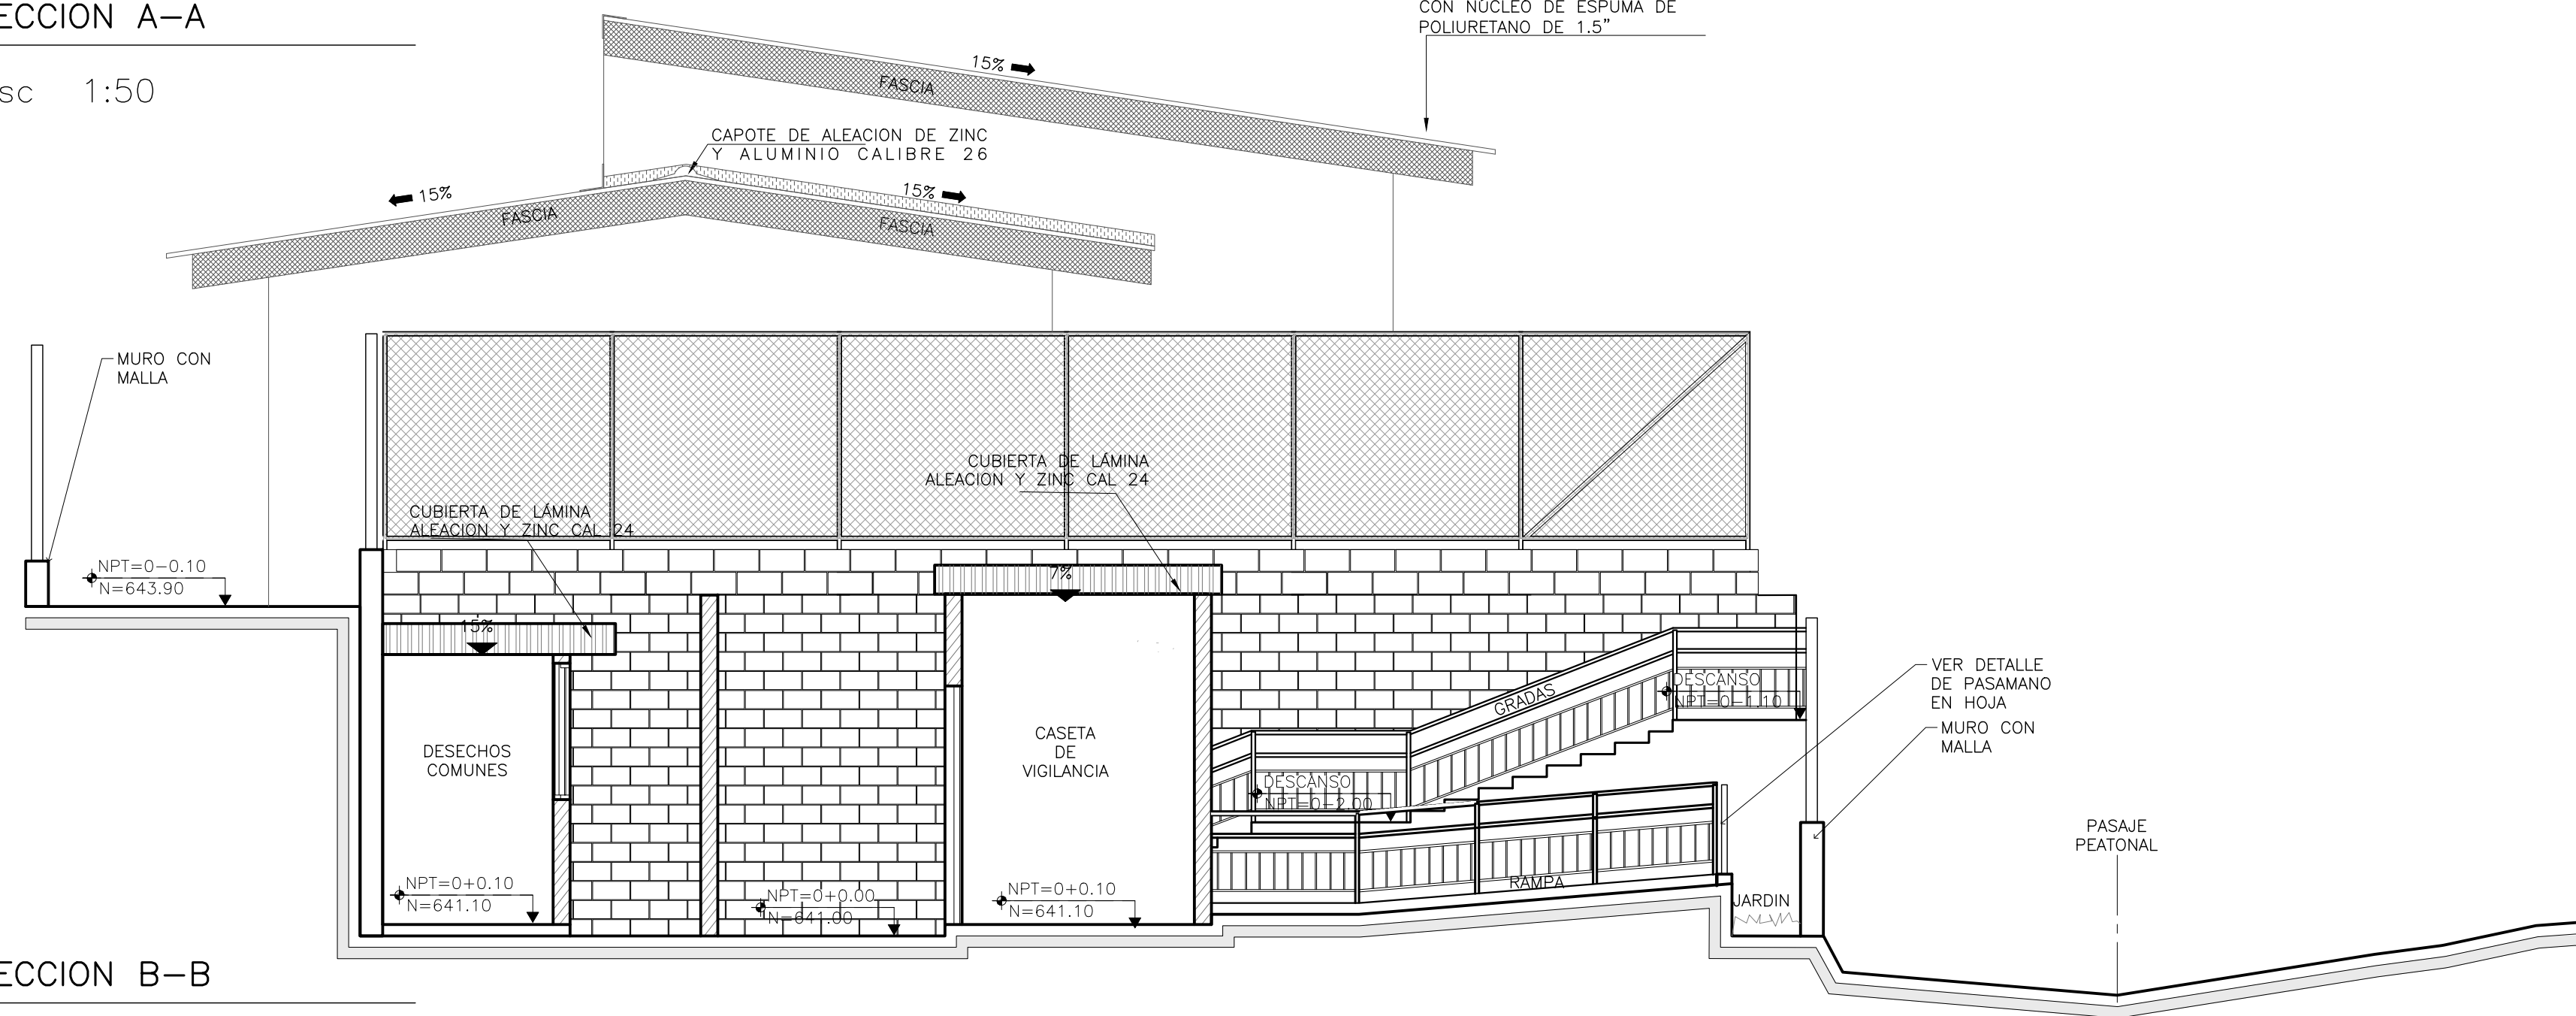 ECCION A-A
sc 1:50
CON NÚCLEO DE ESPUMA DE
POLIURETANO DE 1.5"
15%
FASCIA
CAPOTE DE ALEACION DE ZINC
Y ALUMINIO CALIBRE 26
15%
15%
FASCIA
FASCIA
MURO CON
MALLA
CUBIERTA DE LÁMINA
ALEACION Y ZINC CAL 24
CUBIERTA DE LÁMINA
ALEACION Y ZINC CAL 24
NPT=0-0.10
N=643.90
7%
15%
VER DETALLE
DE PASAMANO
EN HOJA
MURO CON
MALLA
GRADAS
DESCANSO
NPT=0-1.10
DESECHOS
COMUNES
CASETA
DE
VIGILANCIA
DESCANSO
NPT=0-2.00
PASAJE
PEATONAL
NPT=0+0.10
N=641.10
NPT=0+0.00
N=641.00
NPT=0+0.10
N=641.10
RAMPA
JARDIN
ECCION B-B